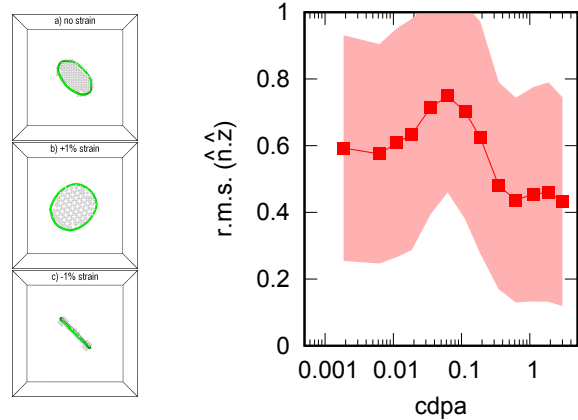 a) no strain
b) +1% strain
c) -1% strain
r.m.s. (n̂.ẑ)
1
0.8
0.6
0.4
0.2
0
0.001
0.01
0.1
1
cdpa